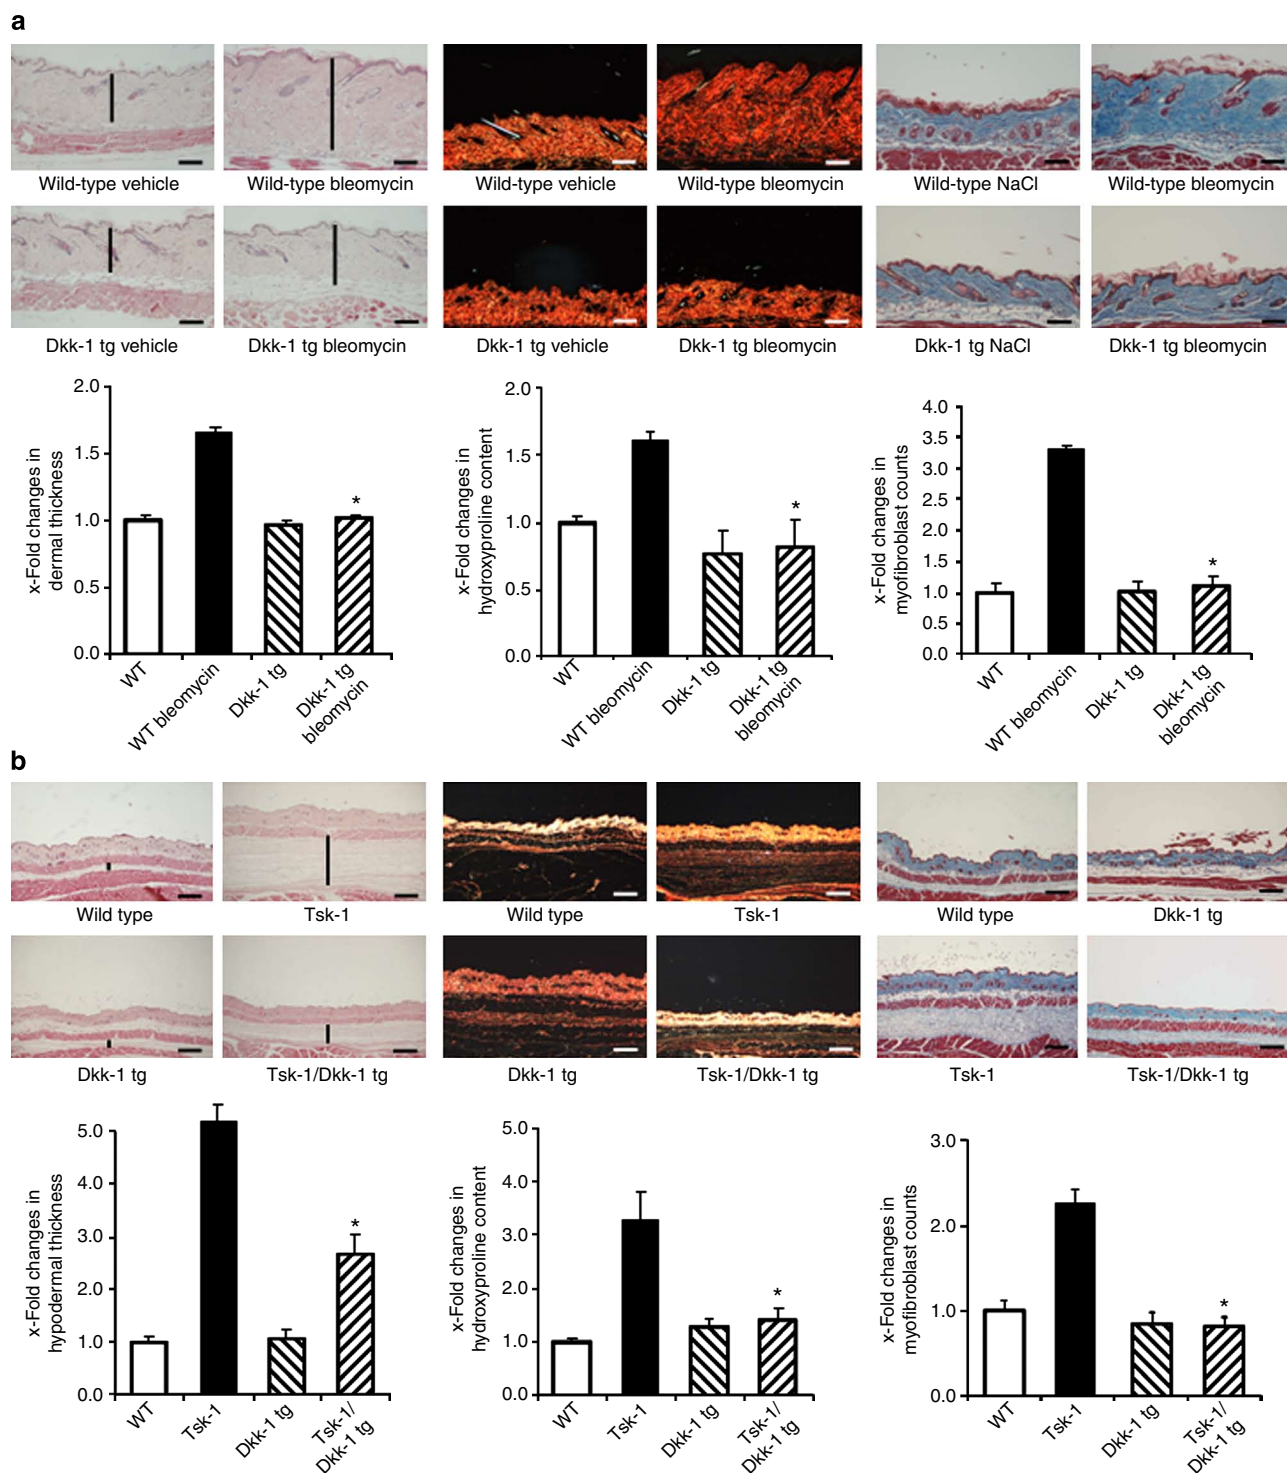 a
Wild-type vehicle
Wild-type bleomycin
Wild-type vehicle
Wild-type bleomycin
Wild-type NaCl
Wild-type bleomycin
Dkk-1 tg vehicle
Dkk-1 tg bleomycin
Dkk-1 tg vehicle
Dkk-1 tg bleomycin
Dkk-1 tg NaCl
Dkk-1 tg bleomycin
x-Fold changes in
dermal thickness
2.0
1.5
1.0
0.5
0.0
*
WT
WT bleomycin
Dkk-1 tg
Dkk-1 tg
bleomycin
x-Fold changes in
hydroxyproline content
2.0
1.5
1.0
0.5
0.0
*
WT
WT bleomycin
Dkk-1 tg
Dkk-1 tg
bleomycin
x-Fold changes in
myofibroblast counts
4.0
3.5
3.0
2.5
2.0
1.5
1.0
0.5
0.0
*
WT
WT bleomycin
Dkk-1 tg
Dkk-1 tg
bleomycin
b
Wild type
Tsk-1
Wild type
Tsk-1
Wild type
Dkk-1 tg
Dkk-1 tg
Tsk-1/Dkk-1 tg
Dkk-1 tg
Tsk-1/Dkk-1 tg
Tsk-1
Tsk-1/Dkk-1 tg
x-Fold changes in
hypodermal thickness
5.0
4.0
3.0
2.0
1.0
0.0
*
WT
Tsk-1
Dkk-1 tg
Tsk-1/
Dkk-1 tg
x-Fold changes in
hydroxyproline content
5.0
4.0
3.0
2.0
1.0
0.0
*
WT
Tsk-1
Dkk-1 tg
Tsk-1/
Dkk-1 tg
x-Fold changes in
myofibroblast counts
3.0
2.0
1.0
0.0
*
WT
Tsk-1
Dkk-1 tg
Tsk-1/
Dkk-1 tg